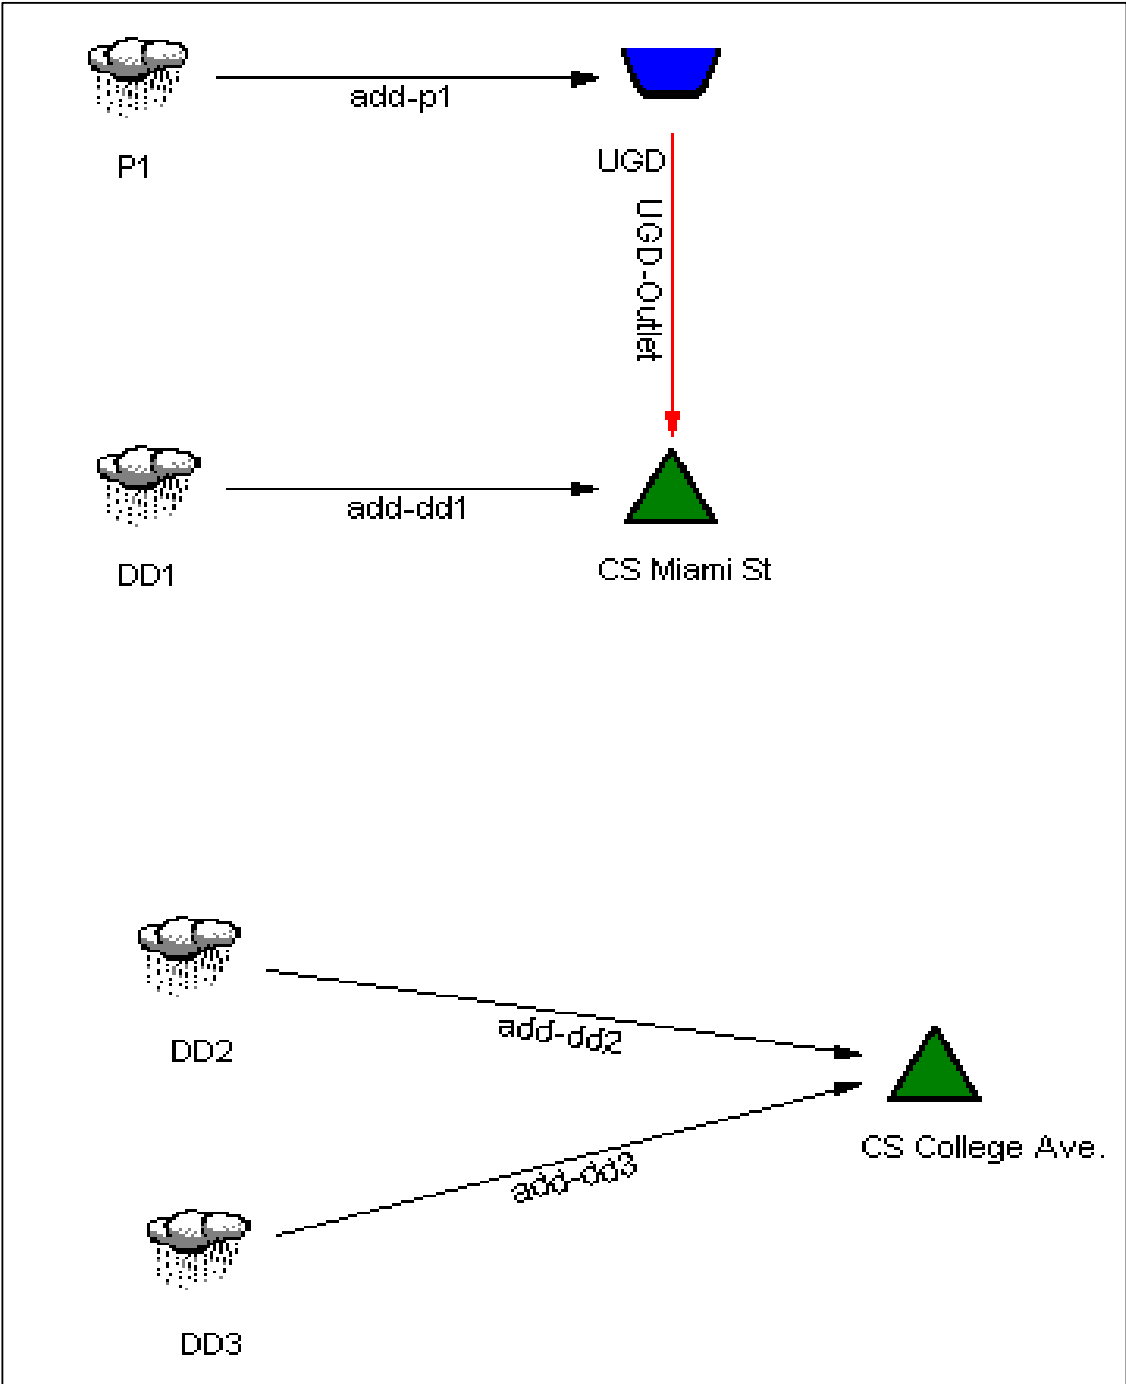 add-p1
P1
UGD
UGD-Outlet
add-dd1
DD1
CS Miami St
add-dd2
DD2
CS College Ave.
add-dd3
DD3